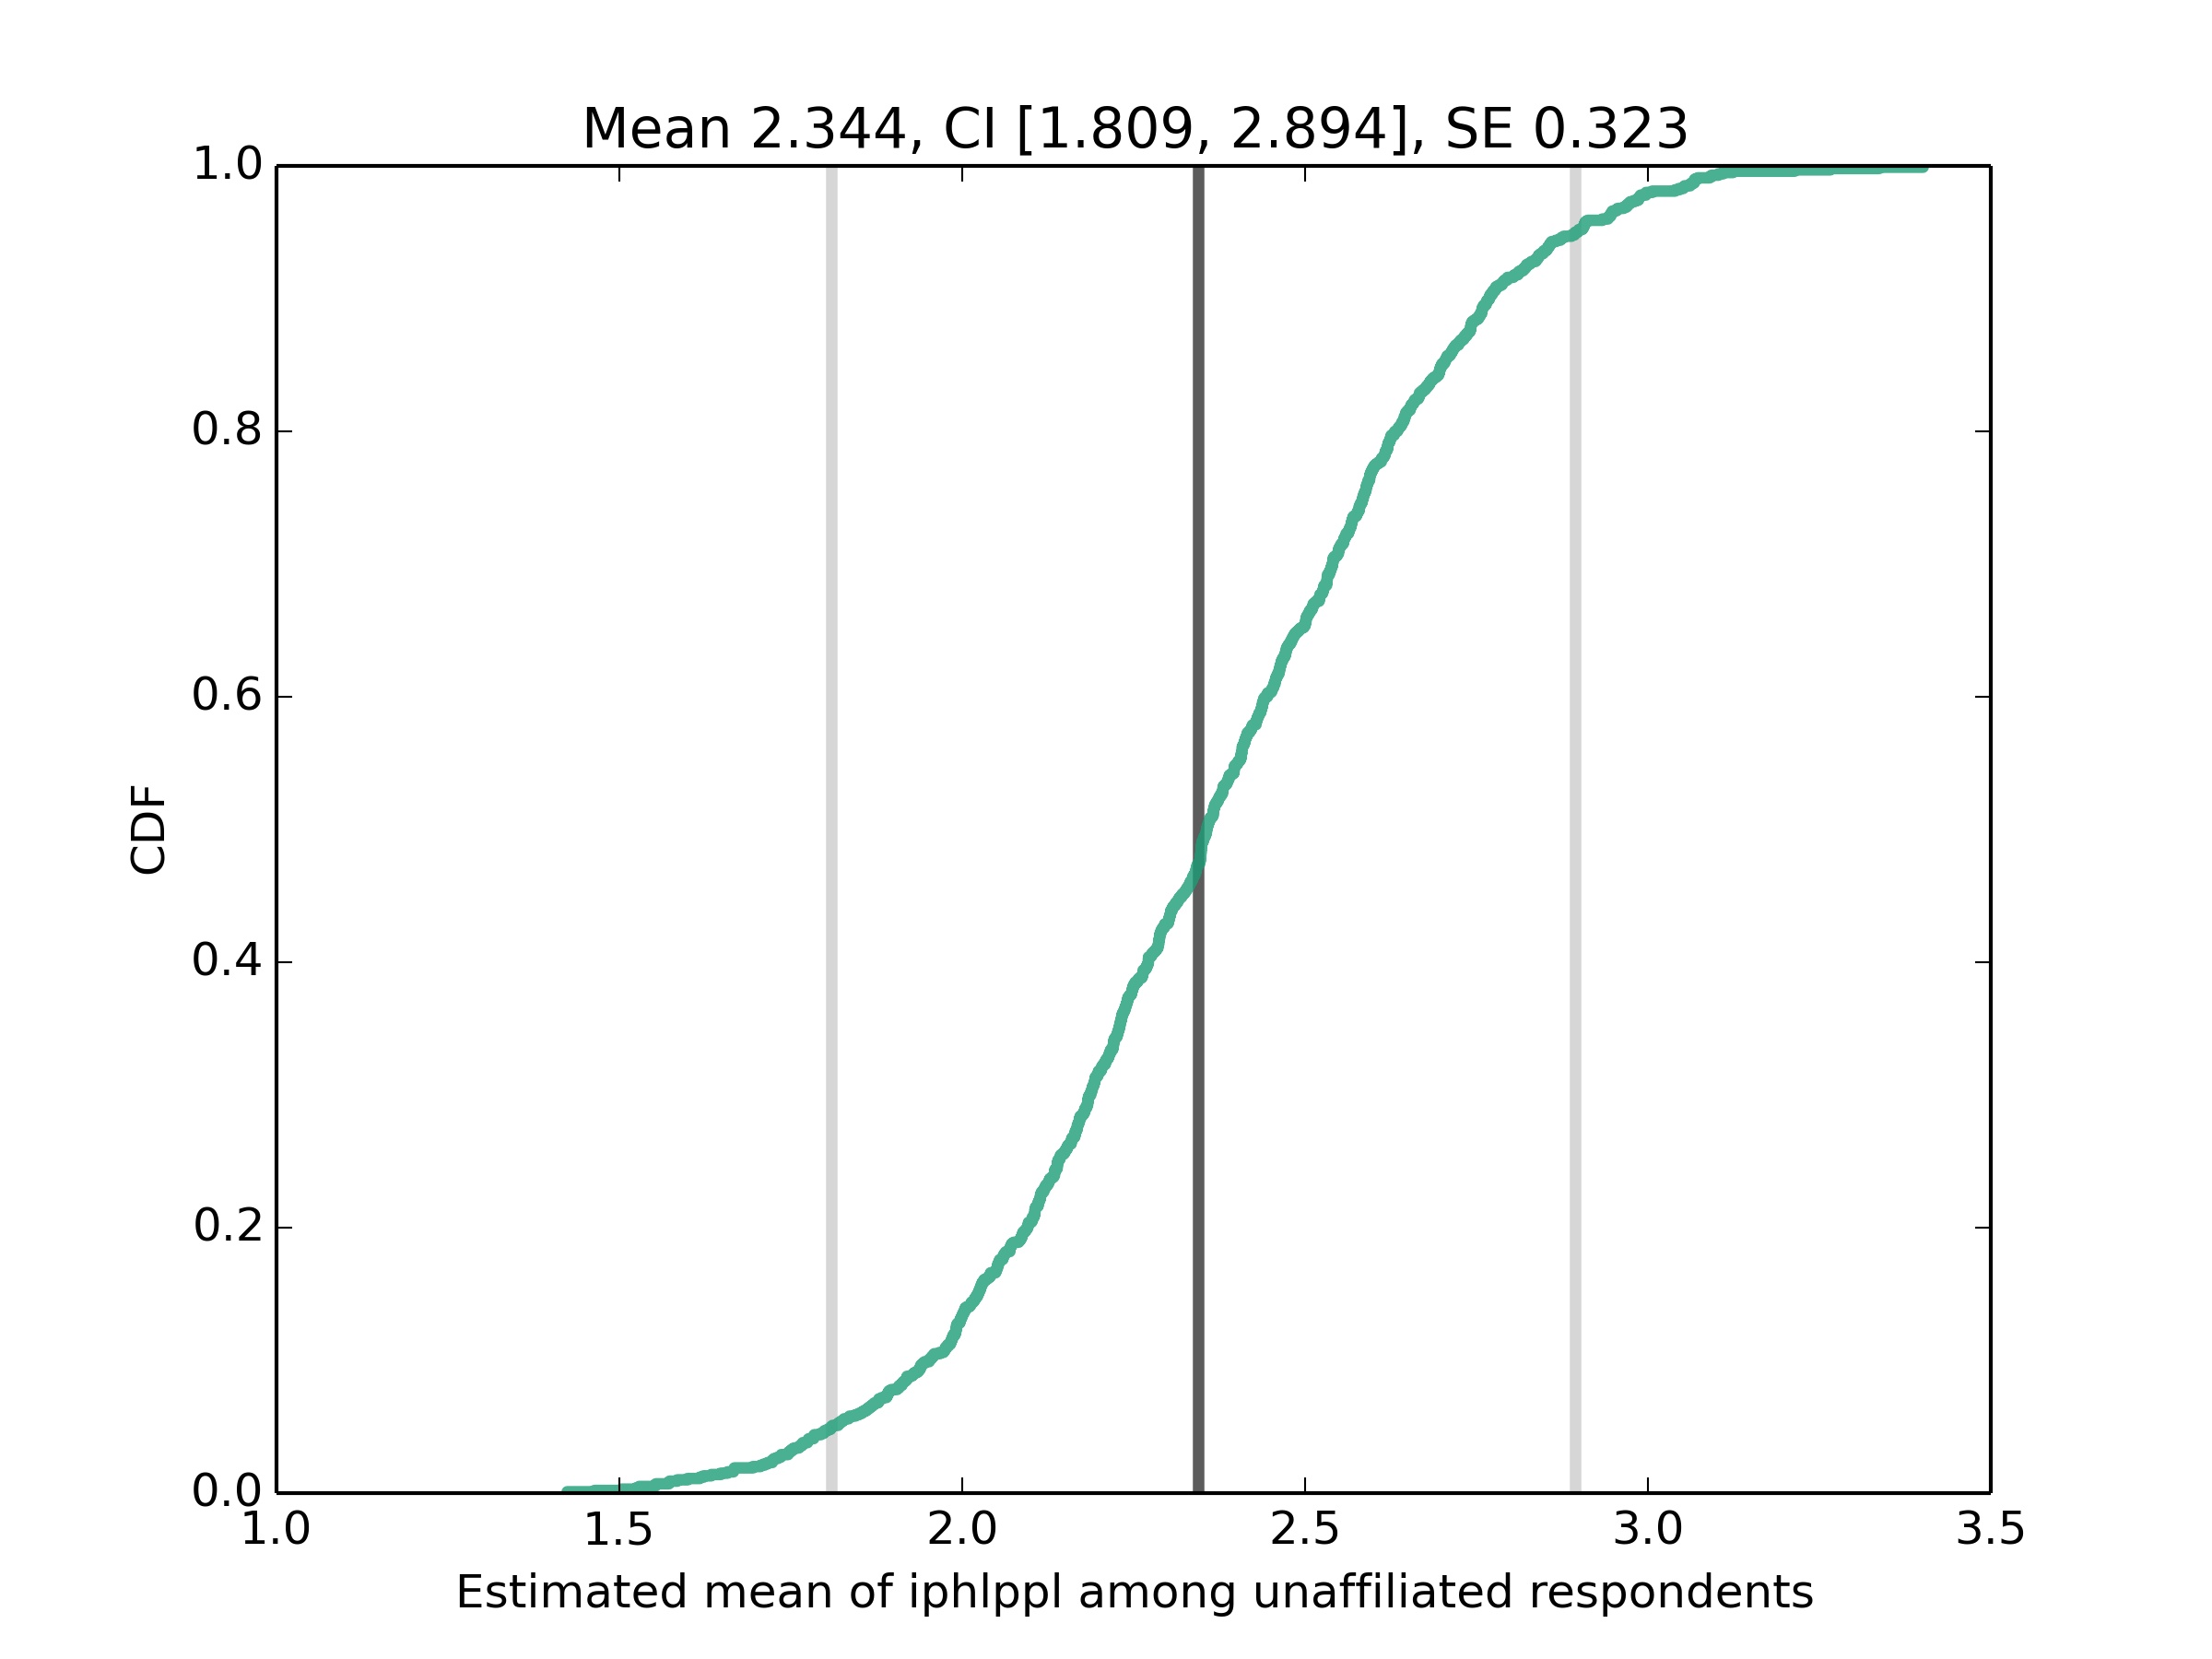 Mean 2.344, CI [1.809, 2.894], SE 0.323
1.0
0.8
0.6
0.4
0.2
0.0
CDF
1.0 1.5 2.0 2.5 3.0 3.5
Estimated mean of iphlppl among unaffiliated respondents